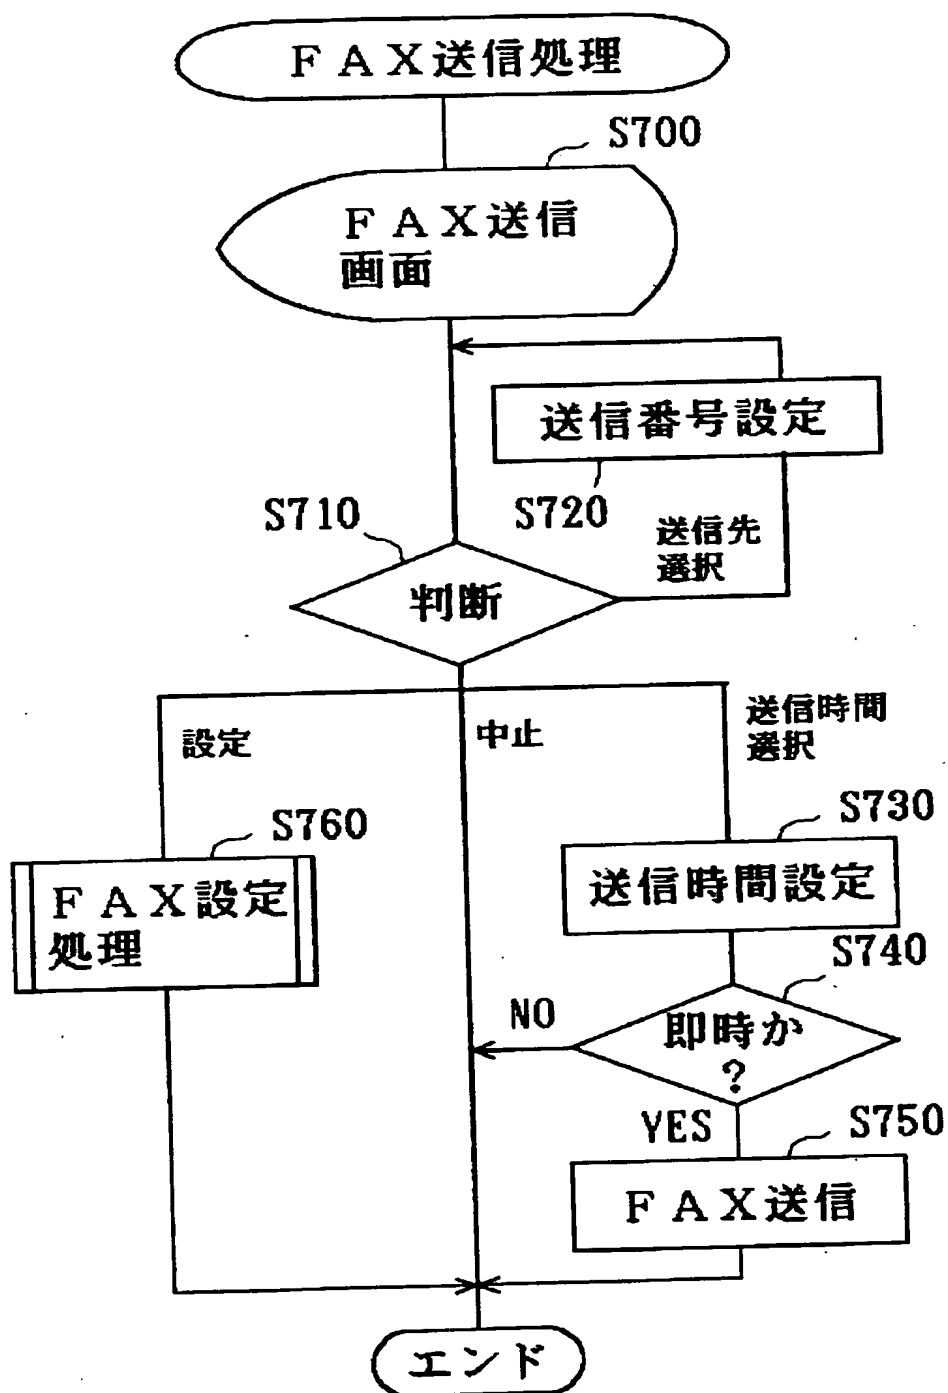 ＦＡＸ送信処理
S700
ＦＡＸ送信
画面
送信番号設定
S720
S710
送信先
選択
判断
設定
中止
送信時間
選択
S760
S730
ＦＡＸ設定
処理
送信時間設定
S740
NO
即時か
?
YES
S750
ＦＡＸ送信
エンド